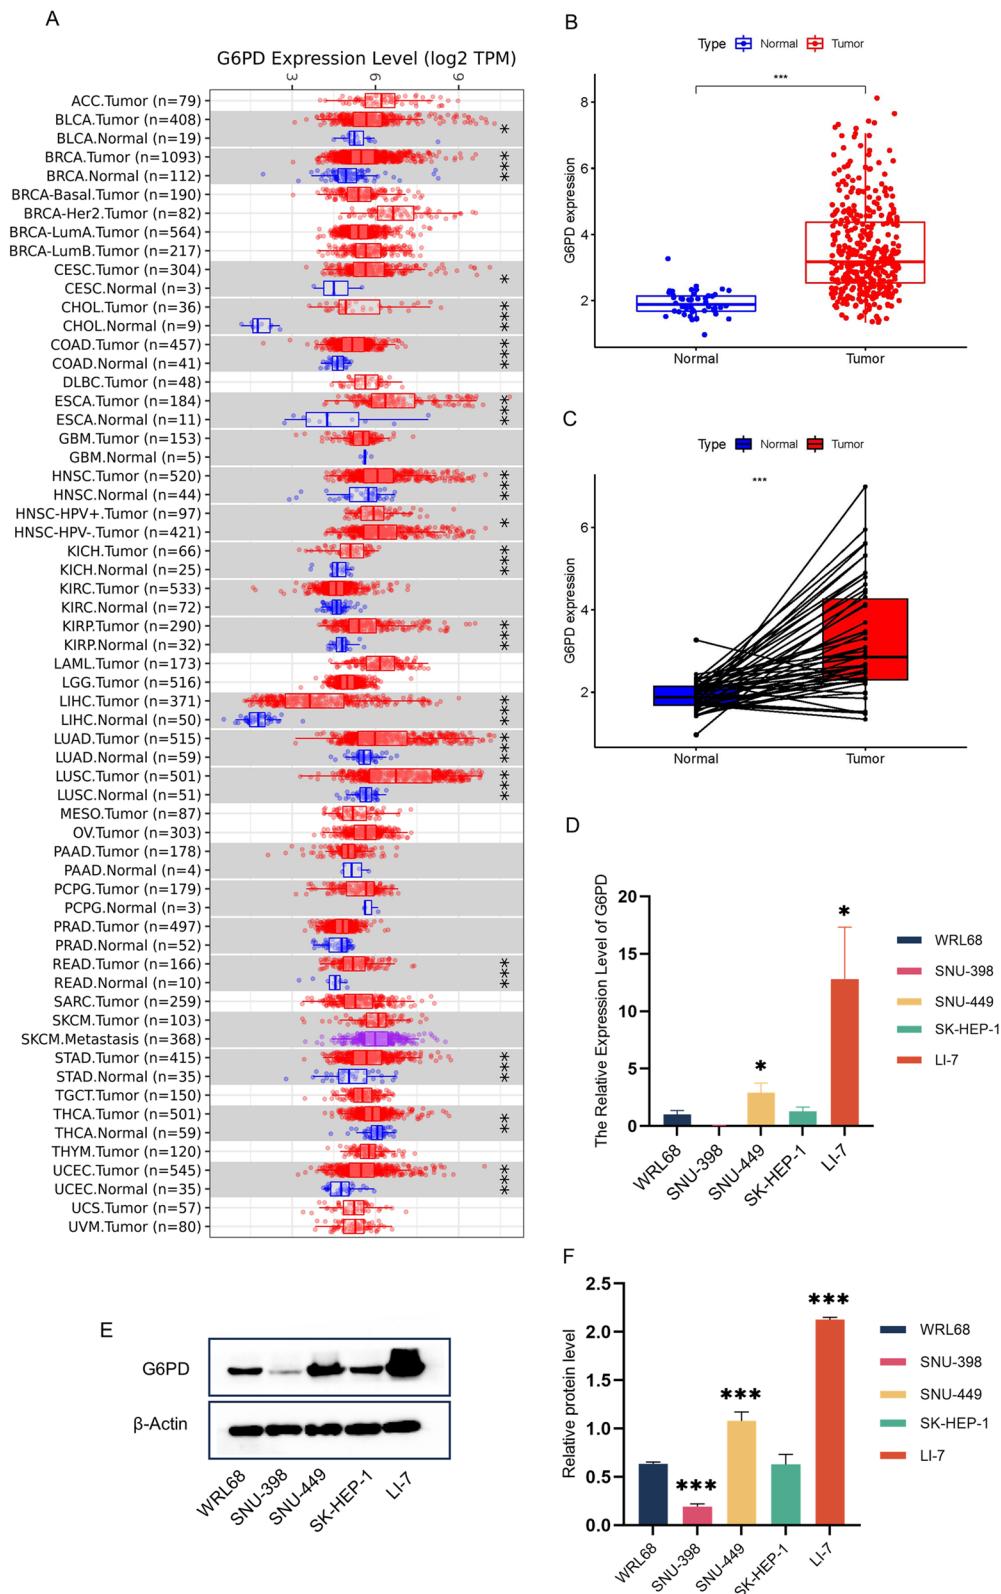 A
G6PD Expression Level (log2 TPM)
3
6
9
ACC.Tumor (n=79)
BLCA.Tumor (n=408)
BLCA.Normal (n=19)
*
BRCA.Tumor (n=1093)
BRCA.Normal (n=112)
***
BRCA-Basal.Tumor (n=190)
BRCA-Her2.Tumor (n=82)
BRCA-LumA.Tumor (n=564)
BRCA-LumB.Tumor (n=217)
CESC.Tumor (n=304)
CESC.Normal (n=3)
*
CHOL.Tumor (n=36)
CHOL.Normal (n=9)
***
COAD.Tumor (n=457)
COAD.Normal (n=41)
***
DLBC.Tumor (n=48)
ESCA.Tumor (n=184)
ESCA.Normal (n=11)
***
GBM.Tumor (n=153)
GBM.Normal (n=5)
HNSC.Tumor (n=520)
HNSC.Normal (n=44)
***
HNSC-HPV+.Tumor (n=97)
HNSC-HPV-.Tumor (n=421)
*
KICH.Tumor (n=66)
KICH.Normal (n=25)
***
KIRC.Tumor (n=533)
KIRC.Normal (n=72)
KIRP.Tumor (n=290)
KIRP.Normal (n=32)
***
LAML.Tumor (n=173)
LGG.Tumor (n=516)
LIHC.Tumor (n=371)
LIHC.Normal (n=50)
***
LUAD.Tumor (n=515)
LUAD.Normal (n=59)
***
LUSC.Tumor (n=501)
LUSC.Normal (n=51)
***
MESO.Tumor (n=87)
OV.Tumor (n=303)
PAAD.Tumor (n=178)
PAAD.Normal (n=4)
PCPG.Tumor (n=179)
PCPG.Normal (n=3)
PRAD.Tumor (n=497)
PRAD.Normal (n=52)
READ.Tumor (n=166)
READ.Normal (n=10)
***
SARC.Tumor (n=259)
SKCM.Tumor (n=103)
SKCM.Metastasis (n=368)
STAD.Tumor (n=415)
STAD.Normal (n=35)
***
TGCT.Tumor (n=150)
THCA.Tumor (n=501)
THCA.Normal (n=59)
**
THYM.Tumor (n=120)
UCEC.Tumor (n=545)
UCEC.Normal (n=35)
***
UCS.Tumor (n=57)
UVM.Tumor (n=80)
B
Type Normal Tumor
***
G6PD expression
8
6
4
2
Normal Tumor
C
Type Normal Tumor
***
G6PD expression
6
4
2
Normal Tumor
D
The Relative Expression Level of G6PD
20
15
10
5
0
*
*
WRL68
SNU-398
SNU-449
SK-HEP-1
LI-7
WRL68
SNU-398
SNU-449
SK-HEP-1
LI-7
E
G6PD
β-Actin
WRL68
SNU-398
SNU-449
SK-HEP-1
LI-7
F
Relative protein level
2.5
2.0
1.5
1.0
0.5
0.0
***
***
***
WRL68
SNU-398
SNU-449
SK-HEP-1
LI-7
WRL68
SNU-398
SNU-449
SK-HEP-1
LI-7